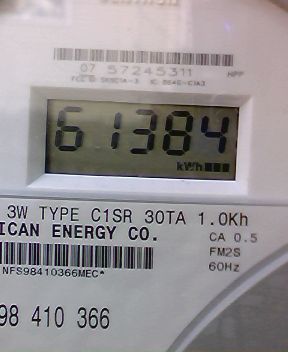 07 57245311 HPP
61384
kWh
3W TYPE C1SR 30TA 1.0Kh
ICAN ENERGY CO.
CA 0.5
FM2S
60Hz
NFS98410366MEC*
98 410 366